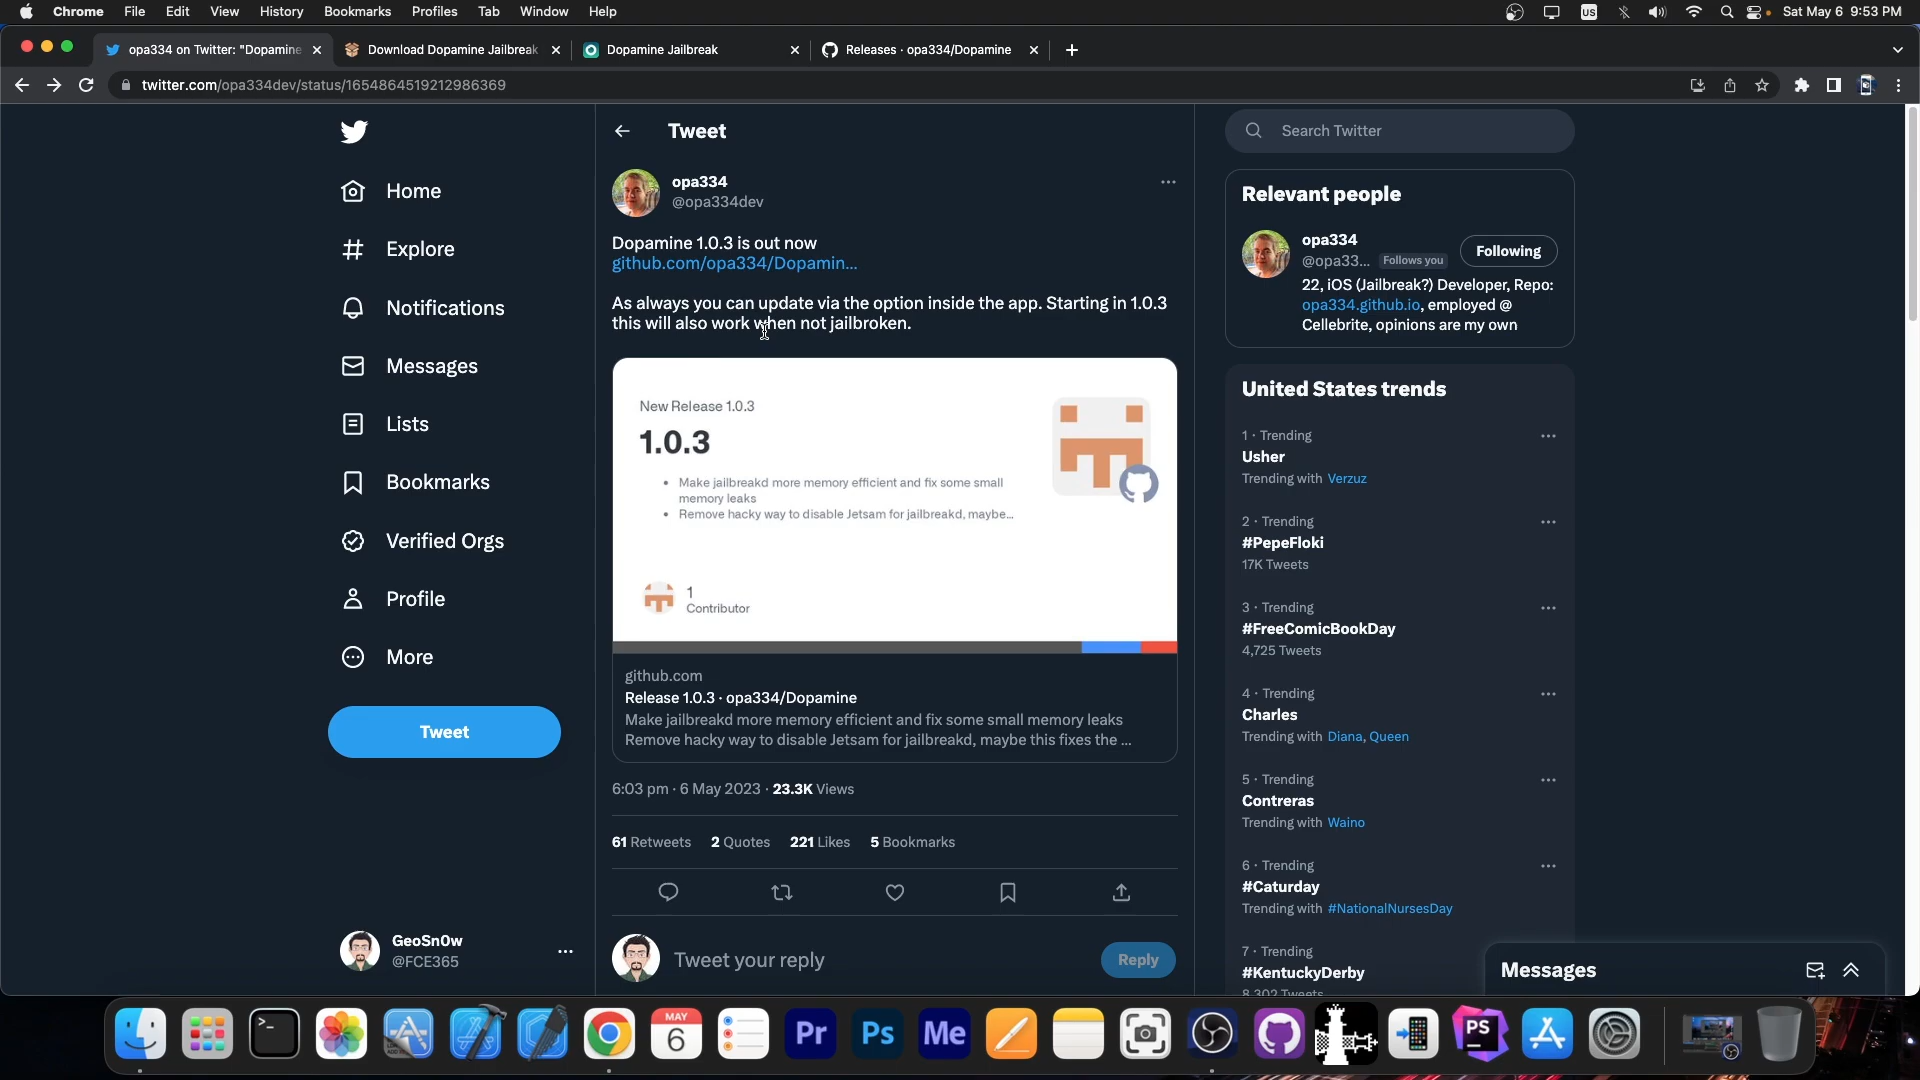 Chrome File Edit View History Bookmarks Profiles Tab Window Help US Sat May 6 9:53 PM
opa334 on Twitter: "Dopamine Download Dopamine Jailbreak Dopamine Jailbreak Releases · opa334/Dopamine
twitter.com/opa334dev/status/1654864519212986369
Home
Explore
Notifications
Messages
Lists
Bookmarks
Verified Orgs
Profile
More
Tweet
GeoSn0w
@FCE365
Tweet
opa334
@opa334dev
Dopamine 1.0.3 is out now
github.com/opa334/Dopamin...
As always you can update via the option inside the app. Starting in 1.0.3
this will also work when not jailbroken.
New Release 1.0.3
1.0.3
• Make jailbreakd more memory efficient and fix some small
memory leaks
• Remove hacky way to disable Jetsam for jailbreakd, maybe...
1
Contributor
github.com
Release 1.0.3 · opa334/Dopamine
Make jailbreakd more memory efficient and fix some small memory leaks
Remove hacky way to disable Jetsam for jailbreakd, maybe this fixes the ...
6:03 pm · 6 May 2023 · 23.3K Views
61 Retweets 2 Quotes 221 Likes 5 Bookmarks
Tweet your reply
Reply
Search Twitter
Relevant people
opa334
@opa33... Follows you
Following
22, iOS (Jailbreak?) Developer, Repo:
opa334.github.io, employed @
Cellebrite, opinions are my own
United States trends
1 · Trending
Usher
Trending with Verzuz
2 · Trending
#PepeFloki
17K Tweets
3 · Trending
#FreeComicBookDay
4,725 Tweets
4 · Trending
Charles
Trending with Diana, Queen
5 · Trending
Contreras
Trending with Waino
6 · Trending
#Caturday
Trending with #NationalNursesDay
7 · Trending
#KentuckyDerby
8,302 Tweets
Messages
MAY
6
Pr
Ps
Me
PS